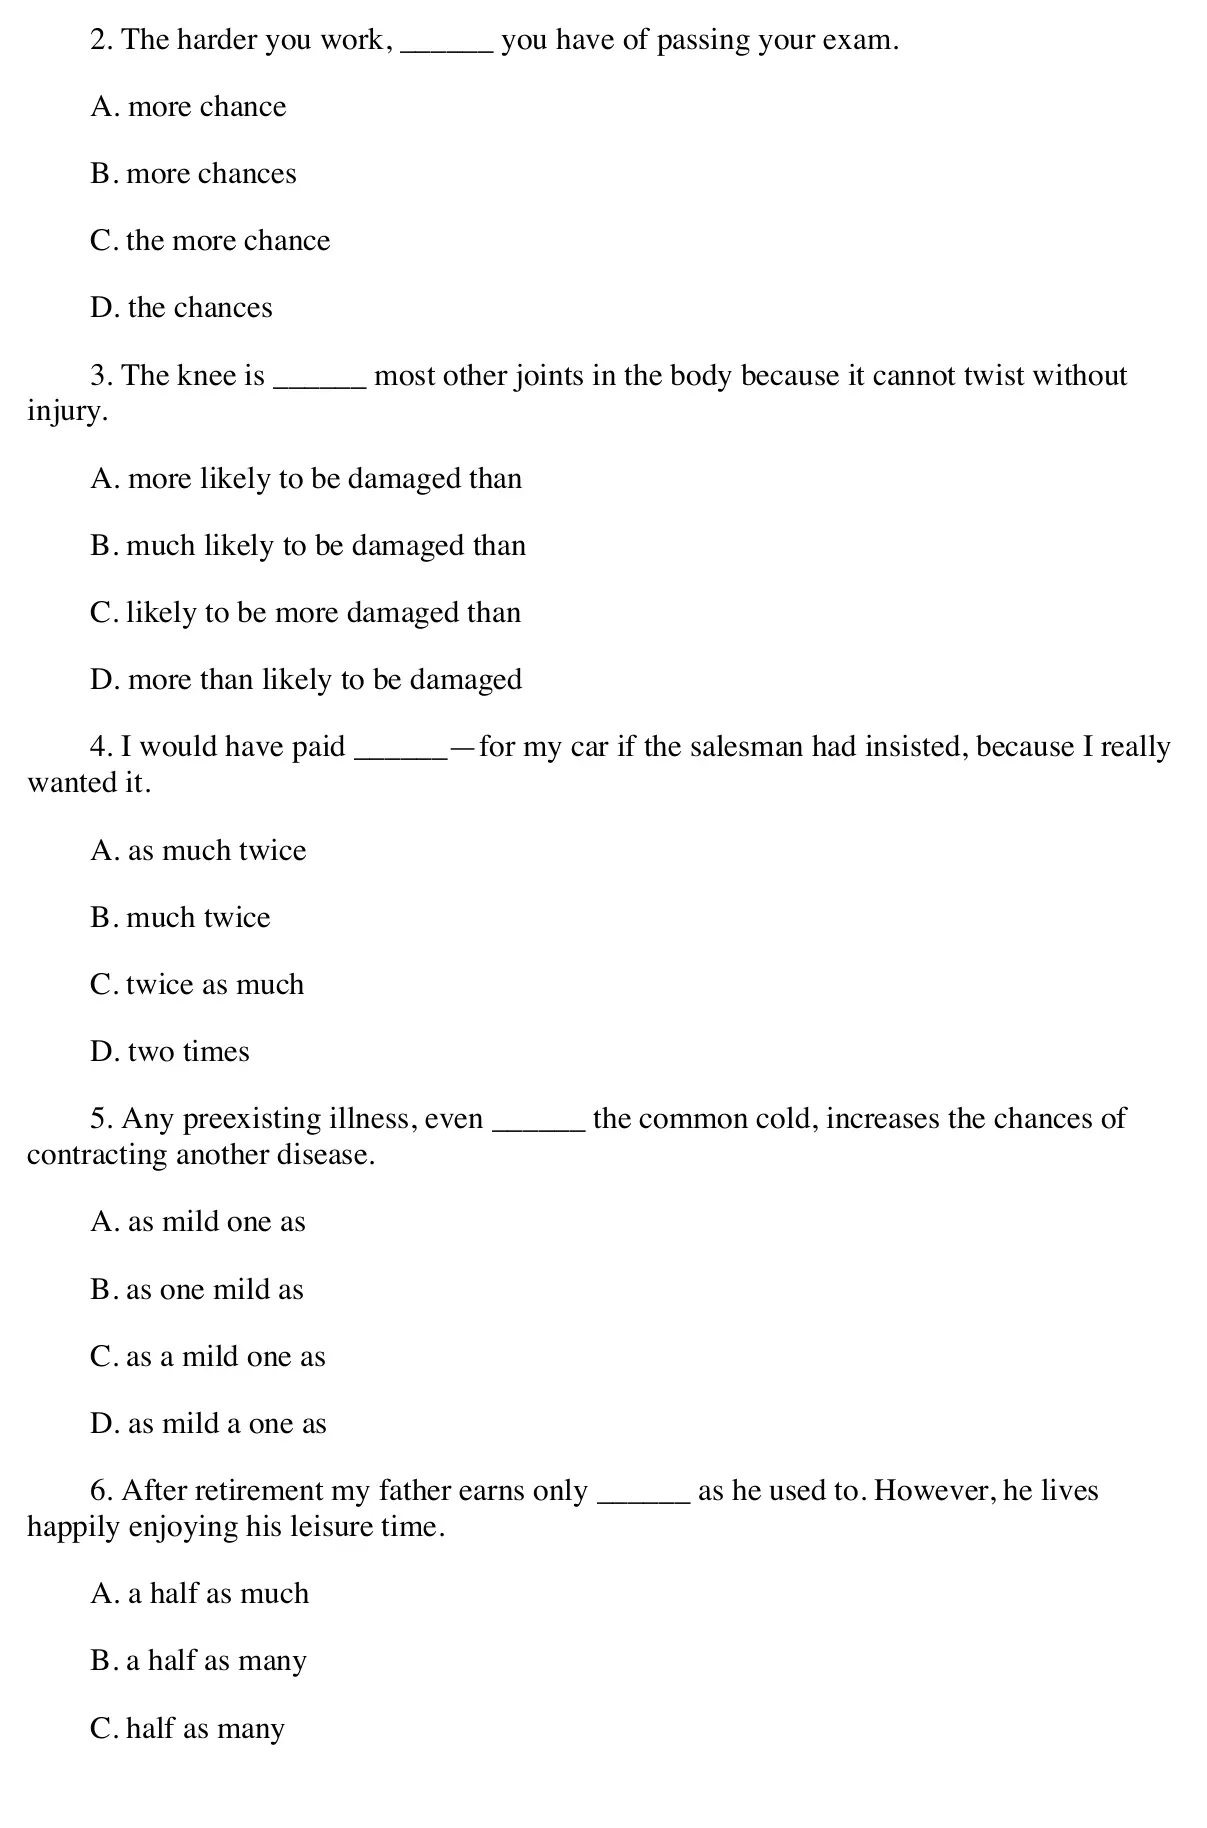 2. The harder you work, ______ you have of passing your exam.
A. more chance
B. more chances
C. the more chance
D. the chances
3. The knee is ______ most other joints in the body because it cannot twist without
injury.
A. more likely to be damaged than
B. much likely to be damaged than
C. likely to be more damaged than
D. more than likely to be damaged
4. I would have paid ______—for my car if the salesman had insisted, because I really
wanted it.
A. as much twice
B. much twice
C. twice as much
D. two times
5. Any preexisting illness, even ______ the common cold, increases the chances of
contracting another disease.
A. as mild one as
B. as one mild as
C. as a mild one as
D. as mild a one as
6. After retirement my father earns only ______ as he used to. However, he lives
happily enjoying his leisure time.
A. a half as much
B. a half as many
C. half as many